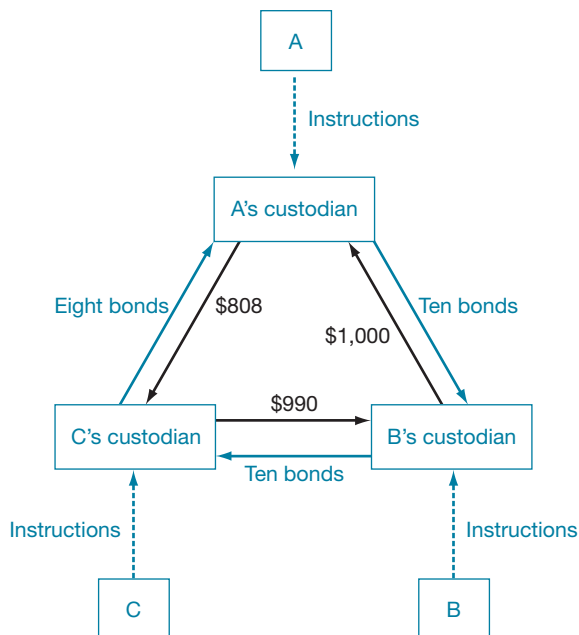 A
Instructions
A's custodian
Eight bonds
$808
Ten bonds
$1,000
$990
C's custodian
B's custodian
Ten bonds
Instructions
Instructions
C
B